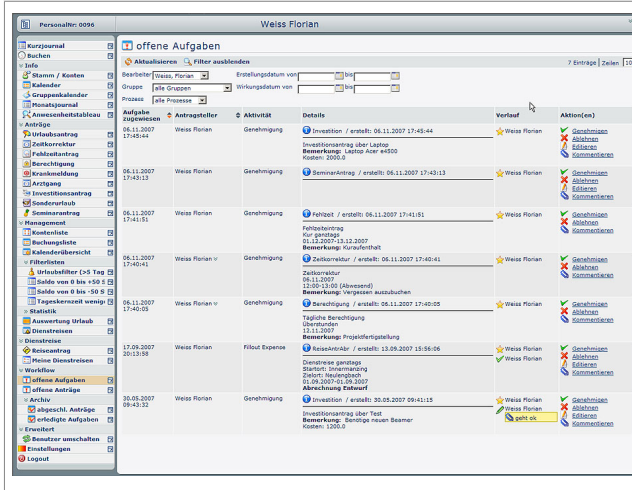 PersonalNr: 0096
Weiss Florian
Kurzjournal
Buchen
Info
Stamm / Konten
Kalender
Gruppenkalender
Monatsjournal
Anwesenheitstableau
Anträge
Urlaubsantrag
Zeitkorrektur
Fehlzeitantrag
Berechtigung
Krankmeldung
Arztgang
Investitionsantrag
Sonderurlaub
Seminarantrag
Management
Kontenliste
Buchungsliste
Kalenderübersicht
Filterlisten
Urlaubsfilter (>5 Tag
Saldo von 0 bis +50 S
Saldo von 0 bis -50 S
Tageskernzeit wenig
Statistik
Auswertung Urlaub
Dienstreisen
Dienstreise
Reiseantrag
Meine Dienstreisen
Workflow
offene Aufgaben
offene Anträge
Archiv
abgeschl. Anträge
erledigte Aufgaben
Erweitert
Benutzer umschalten
Einstellungen
Logout
offene Aufgaben
Aktualisieren Filter ausblenden
7 Einträge Zeilen 10
Bearbeiter Weiss, Florian Erstellungsdatum von bis
Gruppe alle Gruppen Wirkungsdatum von bis
Prozess alle Prozesse
Aufgabe zugewiesen Antragsteller Aktivität Details Verlauf Aktion(en)
06.11.2007 17:45:44 Weiss Florian Genehmigung Investition / erstellt: 06.11.2007 17:45:44 Weiss Florian Genehmigen
Ablehnen
Investitionsantrag über Laptop Editieren
Bemerkung: Laptop Acer e4500 Kommentieren
Kosten: 2000.0
06.11.2007 17:43:13 Weiss Florian Genehmigung SeminarAntrag / erstellt: 06.11.2007 17:43:13 Weiss Florian Genehmigen
Ablehnen
Editieren
Kommentieren
06.11.2007 17:41:51 Weiss Florian Genehmigung Fehlzeit / erstellt: 06.11.2007 17:41:51 Weiss Florian Genehmigen
Ablehnen
Fehlzeiteintrag Editieren
Kur ganztags Kommentieren
01.12.2007-13.12.2007
Bemerkung: Kuraufenthalt
06.11.2007 17:40:41 Weiss Florian Genehmigung Zeitkorrektur / erstellt: 06.11.2007 17:40:41 Weiss Florian Genehmigen
Ablehnen
Zeitkorrektur Kommentieren
06.11.2007
12:00-13:00 (Abwesend)
Bemerkung: Vergessen auszubuchen
06.11.2007 17:40:05 Weiss Florian Genehmigung Berechtigung / erstellt: 06.11.2007 17:40:05 Weiss Florian Genehmigen
Ablehnen
Tägliche Berechtigung Kommentieren
Überstunden
12.11.2007
Bemerkung: Projektfertigstellung
17.09.2007 20:13:58 Weiss Florian Fillout Expense ReiseAntrAbr / erstellt: 13.09.2007 15:56:06 Weiss Florian Genehmigen
Weiss Florian Ablehnen
Dienstreise ganztags Editieren
Startort: Innermanzing Kommentieren
Zielort: Neulengbach
01.09.2007-01.09.2007
Abrechnung Entwurf
30.05.2007 09:43:32 Weiss Florian Genehmigung Investition / erstellt: 30.05.2007 09:41:15 Weiss Florian Genehmigen
Weiss Florian Ablehnen
Investitionsantrag über Test geht ok Editieren
Bemerkung: Benötige neuen Beamer Kommentieren
Kosten: 1200.0